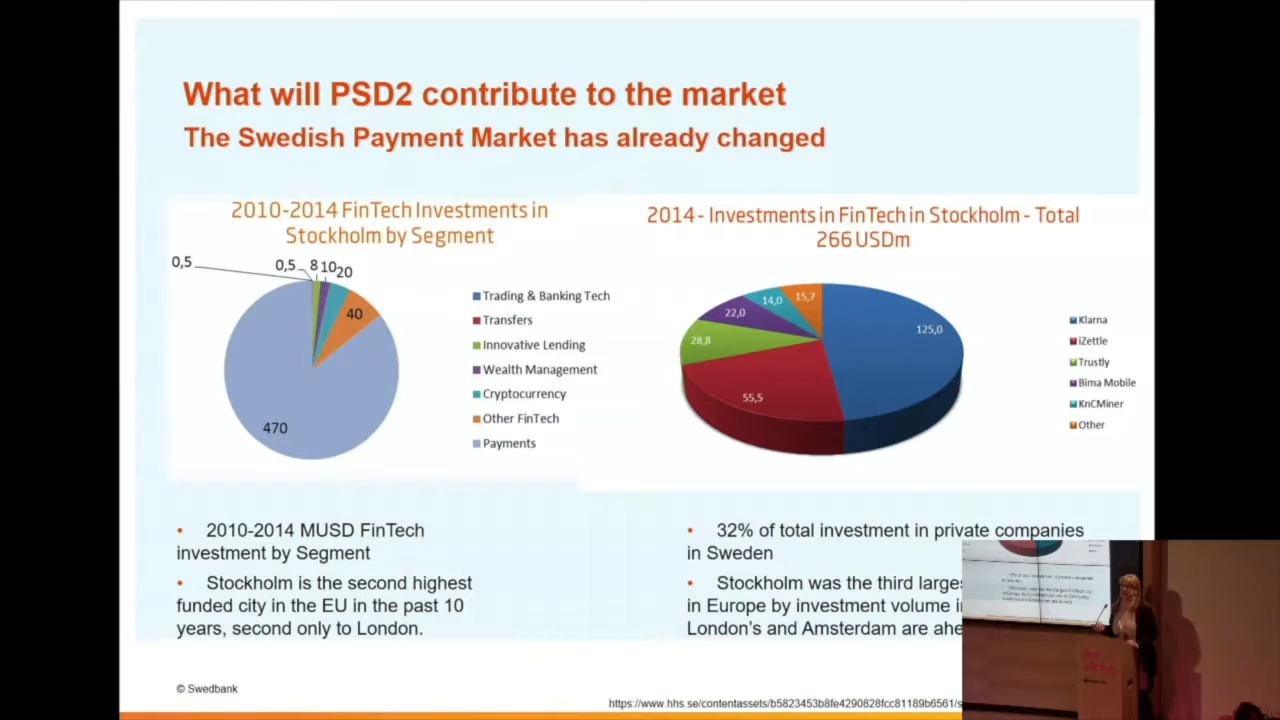 What will PSD2 contribute to the market
The Swedish Payment Market has already changed
2010-2014 FinTech Investments in
Stockholm by Segment
0,5
0,5
8
10
20
40
470
Trading & Banking Tech
Transfers
Innovative Lending
Wealth Management
Cryptocurrency
Other FinTech
Payments
2014 - Investments in FinTech in Stockholm - Total
266 USDm
125,0
55,5
28,8
22,0
14,0
15,7
Klarna
iZettle
Trustly
Bima Mobile
KnCMiner
Other
• 2010-2014 MUSD FinTech
investment by Segment
• Stockholm is the second highest
funded city in the EU in the past 10
years, second only to London.
• 32% of total investment in private companies
in Sweden
• Stockholm was the third larges
in Europe by investment volume i
London's and Amsterdam are ahe
© Swedbank
https://www.hhs.se/contentassets/b5823453b8fe4290828fcc81189b6561/s